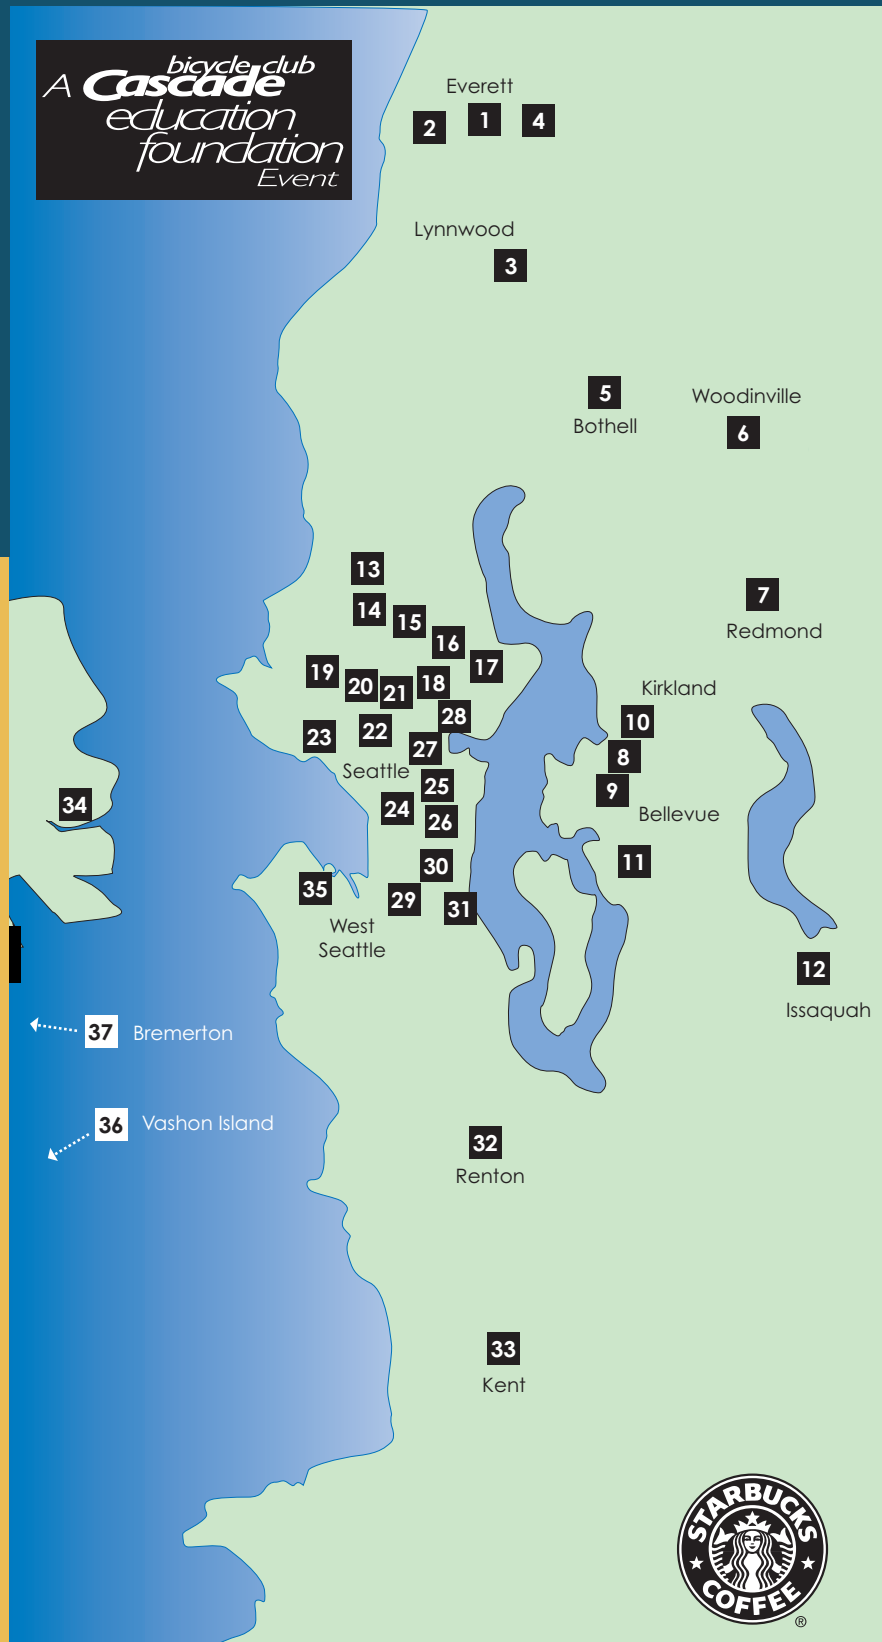 bicycle club
A Cascade
education
foundation
Event
Everett
2 1 4
Lynnwood
3
5
Bothell
Woodinville
6
13
14
15
16
17
7
Redmond
19
20
21
18
Kirkland
10
28
22
23
27
8
Seattle
25
9
34
24
26
Bellevue
30
11
35
29
31
West
Seattle
12
Issaquah
37 Bremerton
36 Vashon Island
32
Renton
33
Kent
STARBUCKS
COFFEE
®